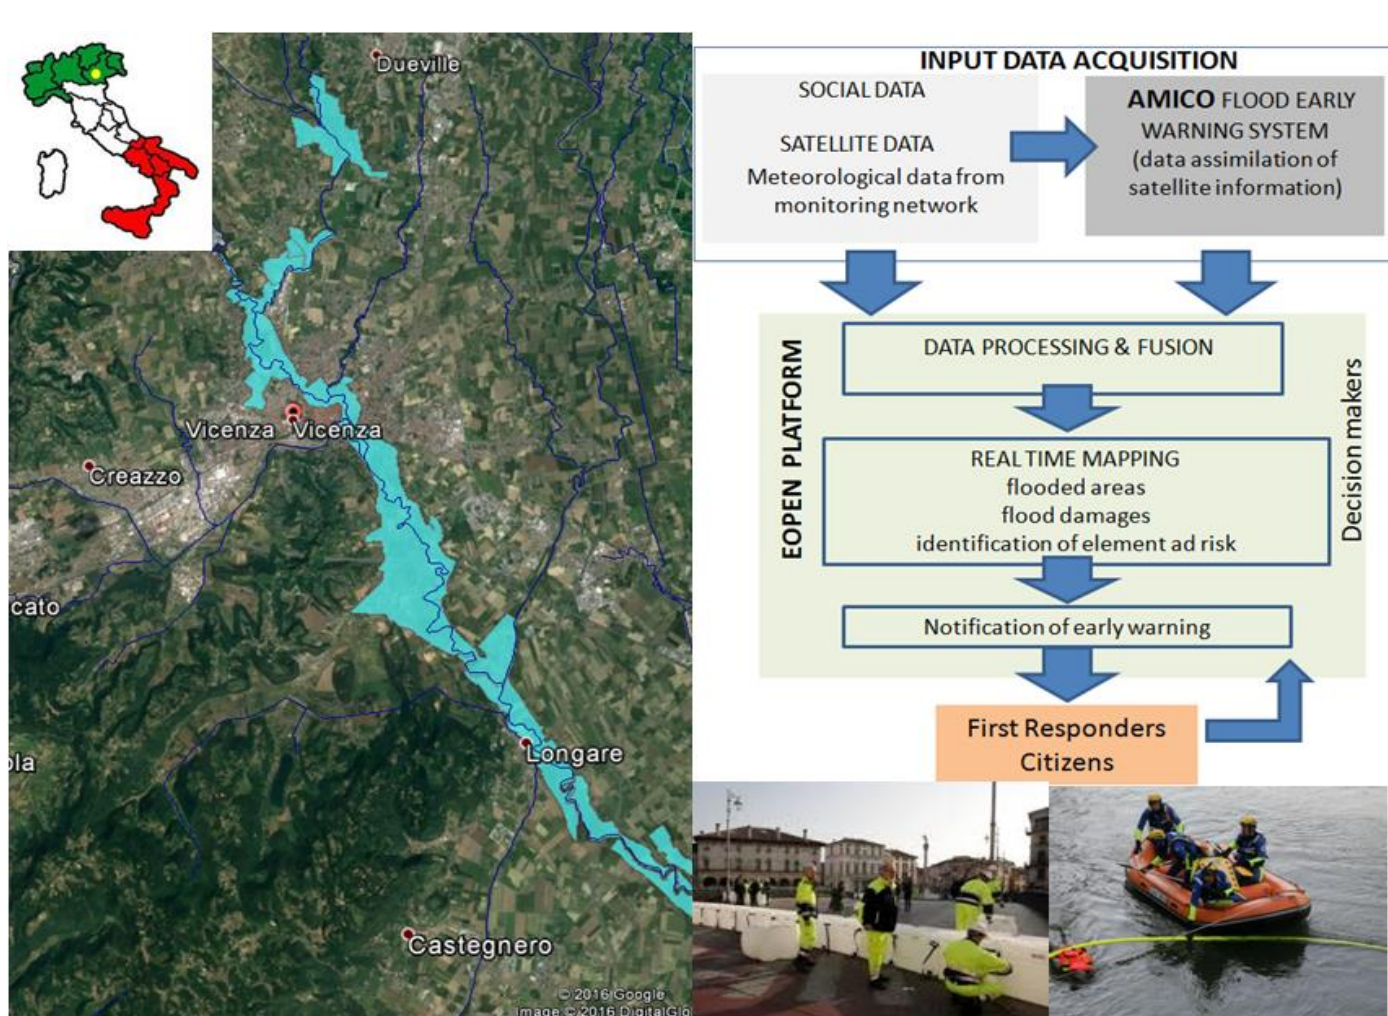 Dueville
Vicenza
Vicenza
Creazzo
cato
ola
Longare
Castegnero
© 2016 Google
Image © 2016 DigitalGlo
INPUT DATA ACQUISITION
SOCIAL DATA
SATELLITE DATA
Meteorological data from
monitoring network
AMICO FLOOD EARLY
WARNING SYSTEM
(data assimilation of
satellite information)
EOPEN PLATFORM
DATA PROCESSING & FUSION
REAL TIME MAPPING
flooded areas
flood damages
identification of element ad risk
Notification of early warning
Decision makers
First Responders
Citizens